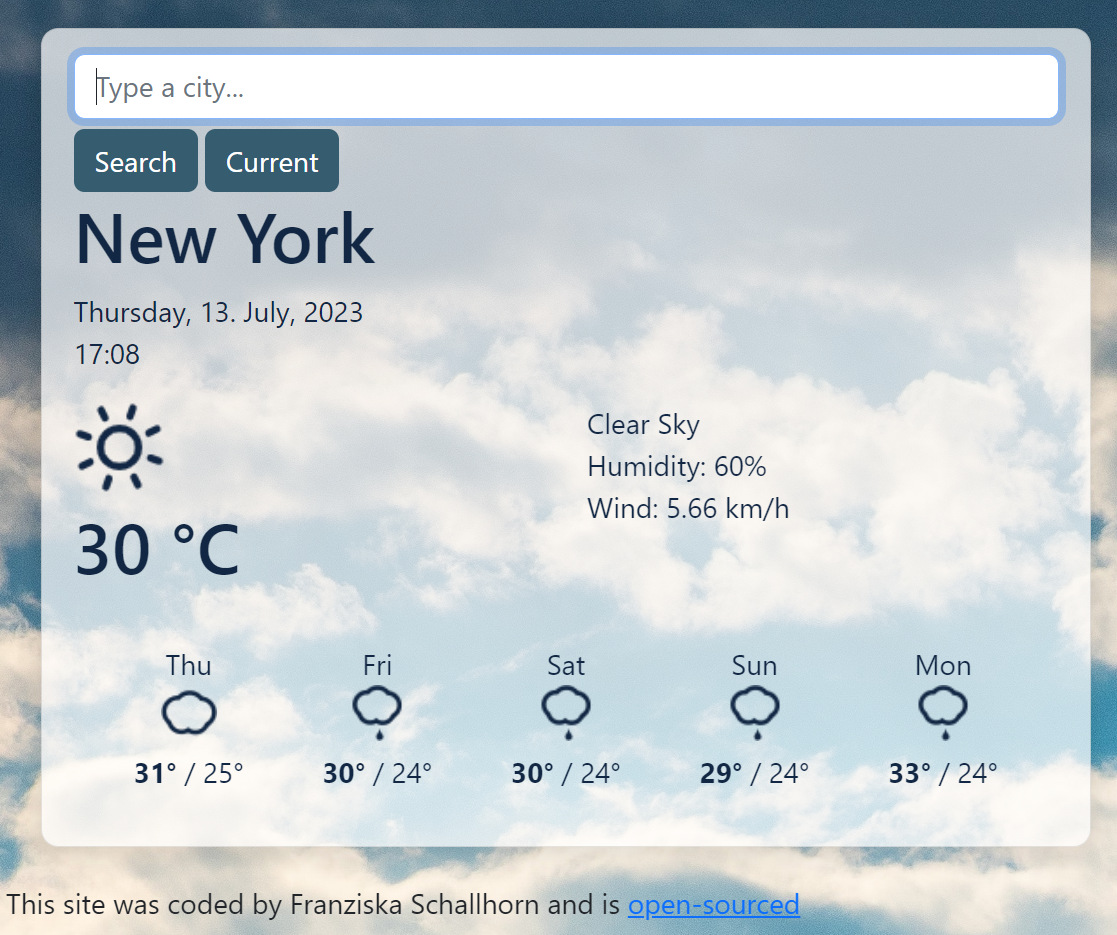 Type a city...
Search Current
New York
Thursday, 13. July, 2023
17:08
Clear Sky
Humidity: 60%
Wind: 5.66 km/h
30 °C
Thu Fri Sat Sun Mon
31° / 25° 30° / 24° 30° / 24° 29° / 24° 33° / 24°
This site was coded by Franziska Schallhorn and is open-sourced